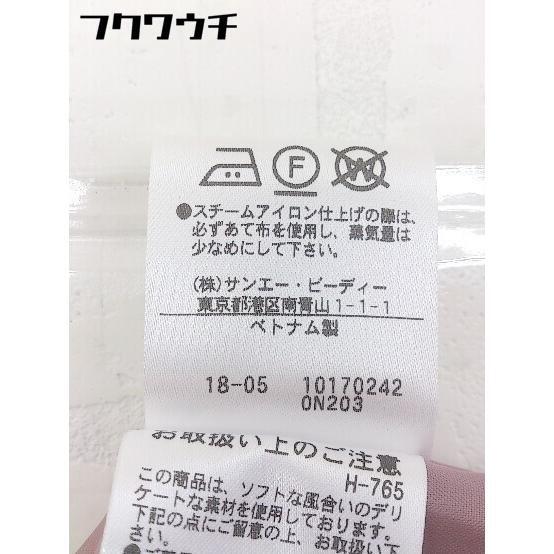 フクワウチ
F
W
●スチームアイロン仕上げの際は、
必ずあて布を使用し、蒸気量は
少なめにして下さい。
(株)サンエー・ビーディー
東京都港区南青山1-1-1
ベトナム製
18-05 10170242
0N203
お取扱い上のご注意
H-765
この商品は、ソフトな風合いのデリ
ケートな素材を使用しております。
下記の点にご留意の上、お取扱い下